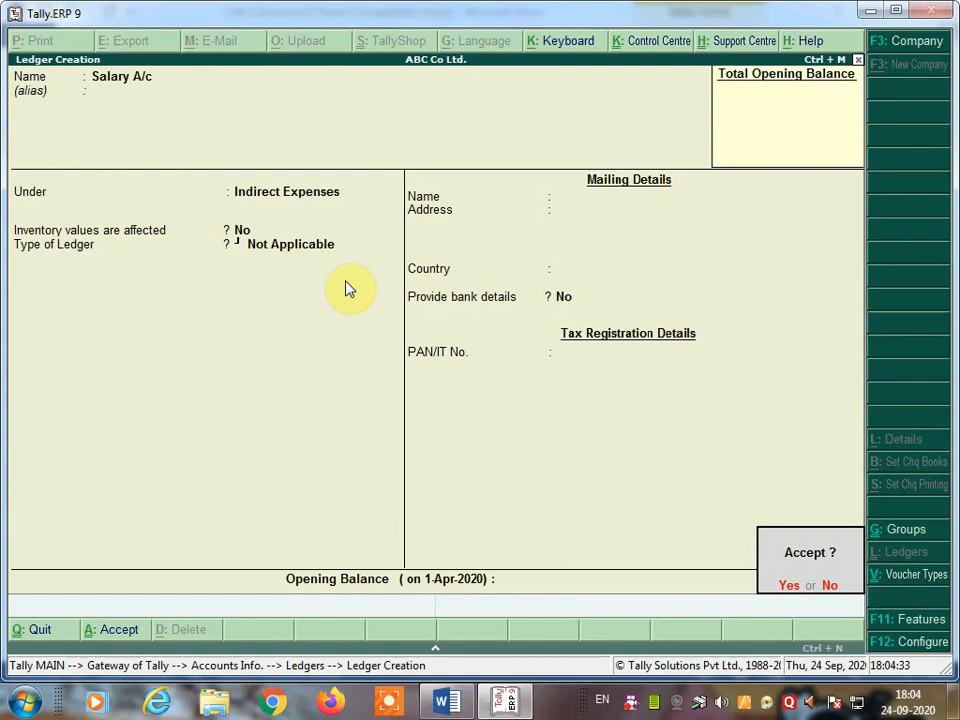 Tally.ERP 9
P: Print E: Export M: E-Mail O: Upload S: TallyShop G: Language K: Keyboard K: Control Centre H: Support Centre H: Help F3: Company
Ledger Creation ABC Co Ltd. Ctrl + M F3: New Company
Name : Salary A/c Total Opening Balance
(alias) :
Under : Indirect Expenses Mailing Details
Name :
Address :
Inventory values are affected ? No
Type of Ledger ? Not Applicable
Country :
Provide bank details ? No
Tax Registration Details
PAN/IT No. :
L: Details
B: Set Chq Books
S: Set Chq Printing
G: Groups
Accept ? L: Ledgers
Opening Balance ( on 1-Apr-2020) : Yes or No V: Voucher Types
Q: Quit A: Accept D: Delete F11: Features
Ctrl + N F12: Configure
Tally MAIN --> Gateway of Tally --> Accounts Info. --> Ledgers --> Ledger Creation © Tally Solutions Pvt Ltd., 1988-2 Thu, 24 Sep, 202 18:04:33
EN 18:04
24-09-2020